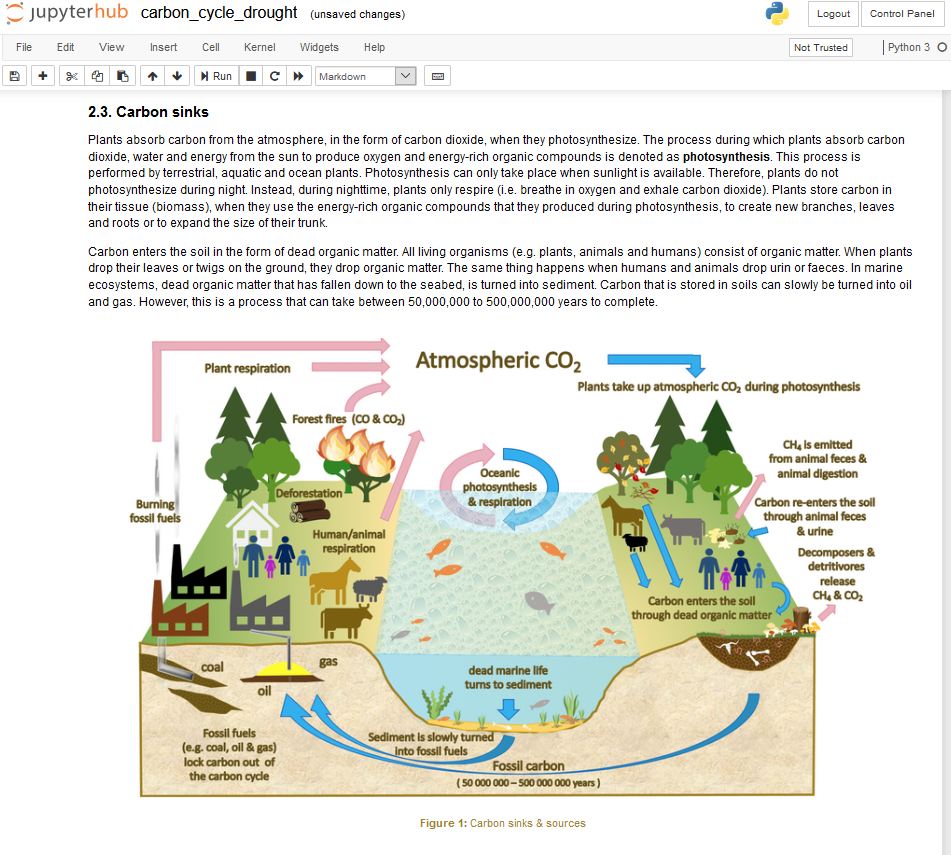 jupyterhub carbon_cycle_drought (unsaved changes) Logout Control Panel
File Edit View Insert Cell Kernel Widgets Help Not Trusted Python 3
Run Markdown
2.3. Carbon sinks
Plants absorb carbon from the atmosphere, in the form of carbon dioxide, when they photosynthesize. The process during which plants absorb carbon
dioxide, water and energy from the sun to produce oxygen and energy-rich organic compounds is denoted as photosynthesis. This process is
performed by terrestrial, aquatic and ocean plants. Photosynthesis can only take place when sunlight is available. Therefore, plants do not
photosynthesize during night. Instead, during nighttime, plants only respire (i.e. breathe in oxygen and exhale carbon dioxide). Plants store carbon in
their tissue (biomass), when they use the energy-rich organic compounds that they produced during photosynthesis, to create new branches, leaves
and roots or to expand the size of their trunk.
Carbon enters the soil in the form of dead organic matter. All living organisms (e.g. plants, animals and humans) consist of organic matter. When plants
drop their leaves or twigs on the ground, they drop organic matter. The same thing happens when humans and animals drop urin or faeces. In marine
ecosystems, dead organic matter that has fallen down to the seabed, is turned into sediment. Carbon that is stored in soils can slowly be turned into oil
and gas. However, this is a process that can take between 50,000,000 to 500,000,000 years to complete.
Atmospheric CO₂
Plant respiration
Plants take up atmospheric CO₂ during photosynthesis
Forest fires (CO & CO₂)
CH₄ is emitted
from animal feces &
animal digestion
Oceanic
photosynthesis
& respiration
Deforestation
Burning
fossil fuels
Carbon re-enters the soil
through animal feces
& urine
Human/animal
respiration
Decomposers &
detritivores
release
CH₄ & CO₂
Carbon enters the soil
through dead organic matter
coal
gas
oil
dead marine life
turns to sediment
Fossil fuels
(e.g. coal, oil & gas)
lock carbon out of
the carbon cycle
Sediment is slowly turned
into fossil fuels
Fossil carbon
( 50 000 000 – 500 000 000 years )
Figure 1: Carbon sinks & sources